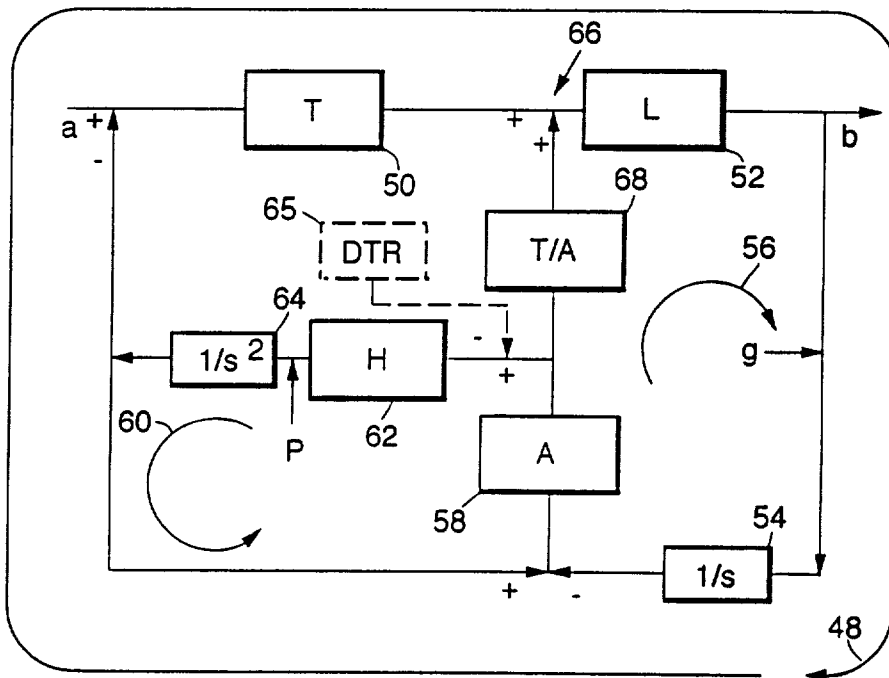 66
a + T + L b
- 50 + 52
65 68
DTR T/A 56
64 -
1/s 2 H + g
60 P 62 A
58 54
+ - 1/s
48